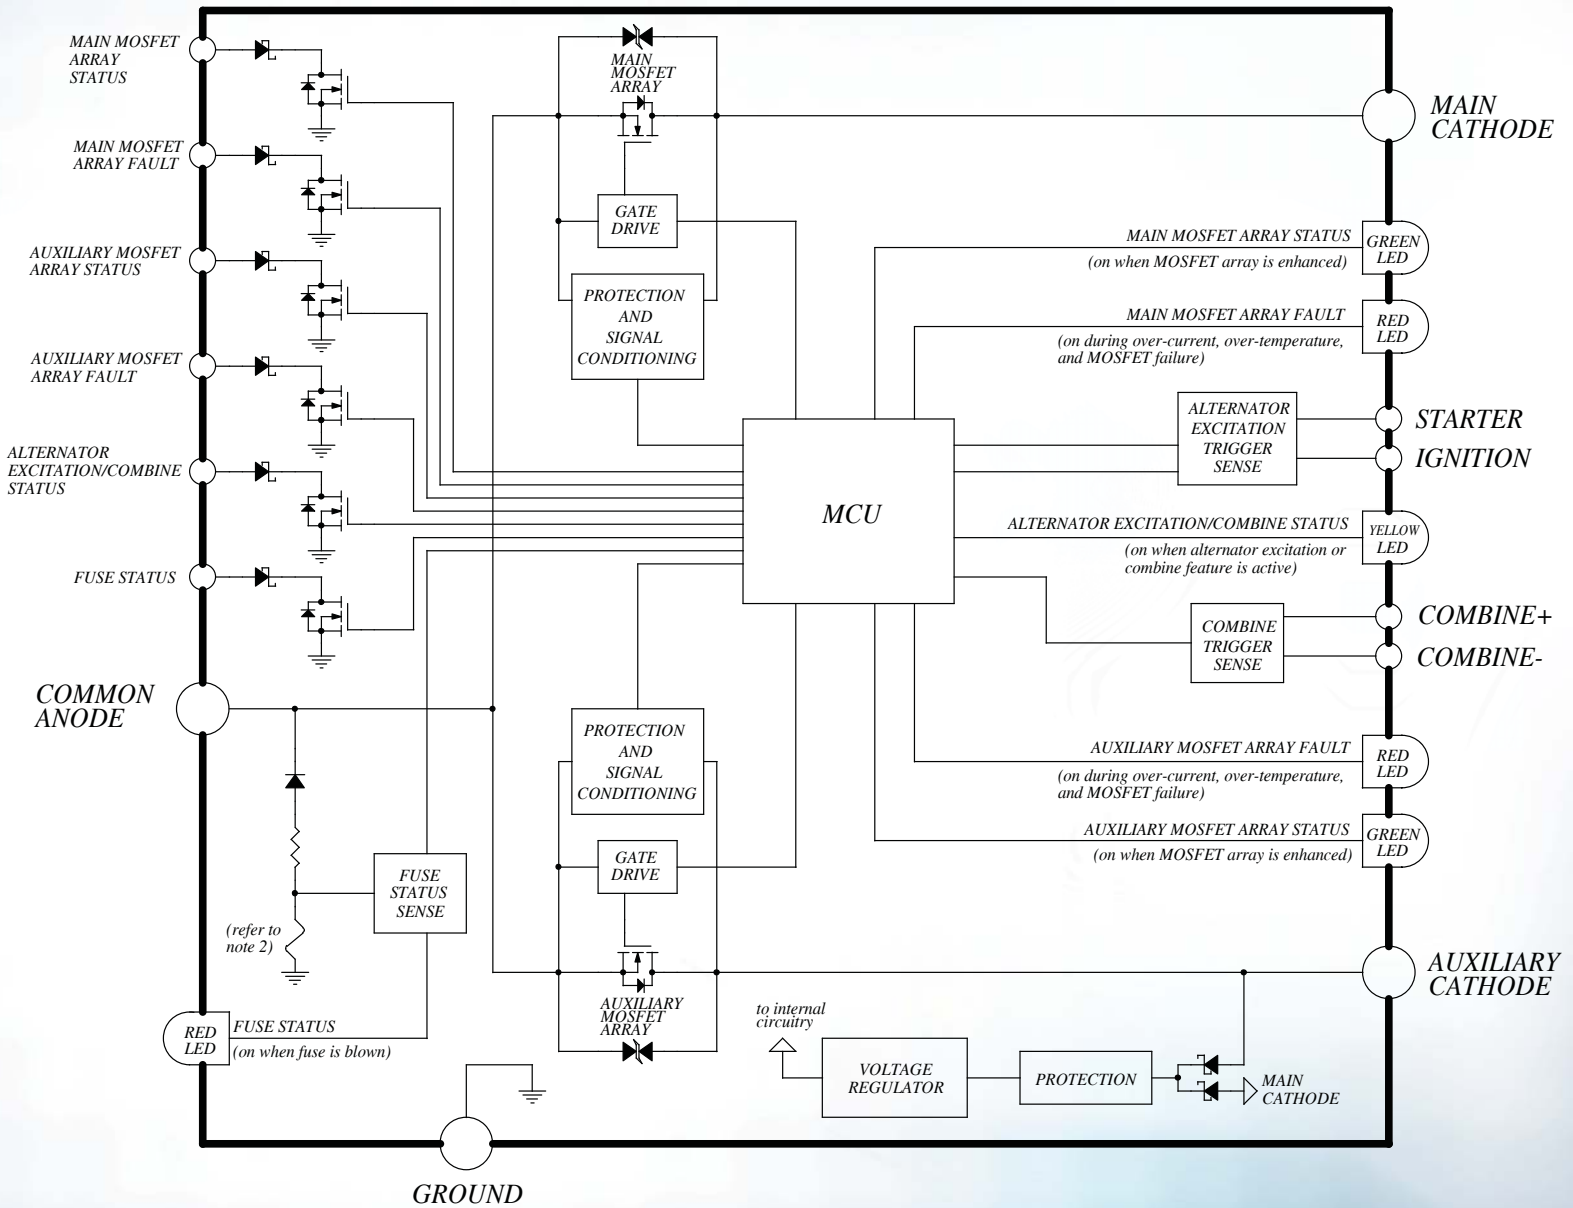 MAIN MOSFET
ARRAY
STATUS
MAIN MOSFET
ARRAY FAULT
AUXILIARY MOSFET
ARRAY STATUS
AUXILIARY MOSFET
ARRAY FAULT
ALTERNATOR
EXCITATION/COMBINE
STATUS
FUSE STATUS
COMMON
ANODE
(refer to
note 2)
FUSE
STATUS
SENSE
RED
LED
FUSE STATUS
(on when fuse is blown)
GROUND
MAIN
MOSFET
ARRAY
GATE
DRIVE
PROTECTION
AND
SIGNAL
CONDITIONING
MCU
PROTECTION
AND
SIGNAL
CONDITIONING
GATE
DRIVE
AUXILIARY
MOSFET
ARRAY
to internal
circuitry
VOLTAGE
REGULATOR
PROTECTION
MAIN
CATHODE
MAIN
CATHODE
MAIN MOSFET ARRAY STATUS
(on when MOSFET array is enhanced)
GREEN
LED
MAIN MOSFET ARRAY FAULT
(on during over-current, over-temperature,
and MOSFET failure)
RED
LED
ALTERNATOR
EXCITATION
TRIGGER
SENSE
STARTER
IGNITION
ALTERNATOR EXCITATION/COMBINE STATUS
(on when alternator excitation or
combine feature is active)
YELLOW
LED
COMBINE
TRIGGER
SENSE
COMBINE+
COMBINE-
AUXILIARY MOSFET ARRAY FAULT
(on during over-current, over-temperature,
and MOSFET failure)
RED
LED
AUXILIARY MOSFET ARRAY STATUS
(on when MOSFET array is enhanced)
GREEN
LED
AUXILIARY
CATHODE